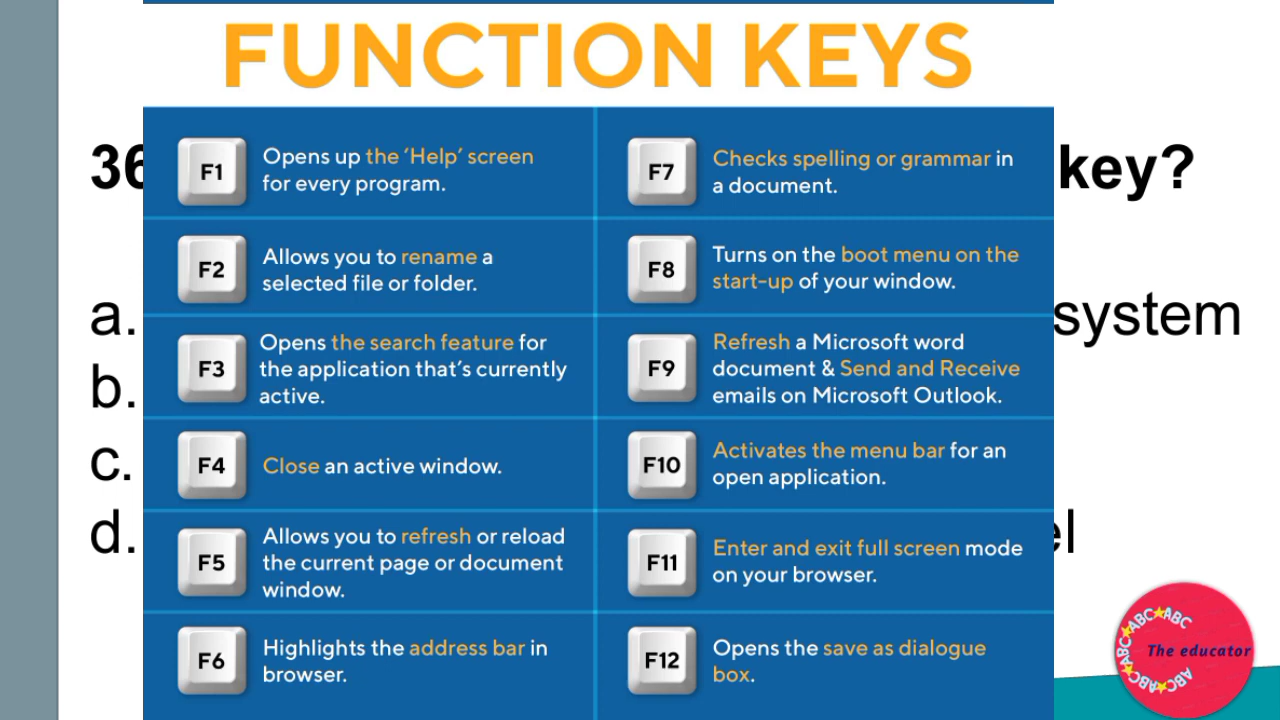 FUNCTION KEYS
36
key?
a.
system
b.
c.
d.
el
F1
Opens up the 'Help' screen
for every program.
F2
Allows you to rename a
selected file or folder.
F3
Opens the search feature for
the application that's currently
active.
F4
Close an active window.
F5
Allows you to refresh or reload
the current page or document
window.
F6
Highlights the address bar in
browser.
F7
Checks spelling or grammar in
a document.
F8
Turns on the boot menu on the
start-up of your window.
F9
Refresh a Microsoft word
document & Send and Receive
emails on Microsoft Outlook.
F10
Activates the menu bar for an
open application.
F11
Enter and exit full screen mode
on your browser.
F12
Opens the save as dialogue
box.
ABC★ABC★ABC
The educator
ABC★ABC